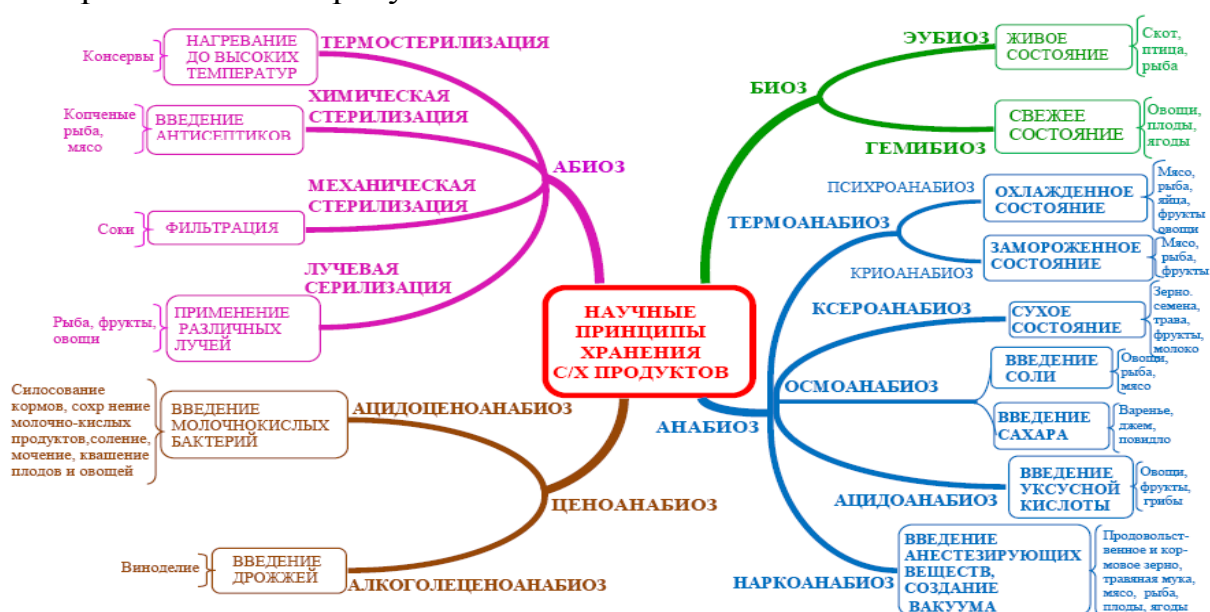 НАУЧНЫЕ
ПРИНЦИПЫ
ХРАНЕНИЯ
С/Х ПРОДУКТОВ
АБИОЗ
ТЕРМОСТЕРИЛИЗАЦИЯ
НАГРЕВАНИЕ
ДО ВЫСОКИХ
ТЕМПЕРАТУР
Консервы
ХИМИЧЕСКАЯ
СТЕРИЛИЗАЦИЯ
ВВЕДЕНИЕ
АНТИСЕПТИКОВ
Копченые
рыба,
мясо
МЕХАНИЧЕСКАЯ
СТЕРИЛИЗАЦИЯ
ФИЛЬТРАЦИЯ
Соки
ЛУЧЕВАЯ
СЕРИЛИЗАЦИЯ
ПРИМЕНЕНИЕ
РАЗЛИЧНЫХ
ЛУЧЕЙ
Рыба, фрукты,
овощи
БИОЗ
ЭУБИОЗ
ЖИВОЕ
СОСТОЯНИЕ
Скот,
птица,
рыба
ГЕМИБИОЗ
СВЕЖЕЕ
СОСТОЯНИЕ
Овощи,
плоды,
ягоды
АНАБИОЗ
ТЕРМОАНАБИОЗ
ПСИХРОАНАБИОЗ
ОХЛАЖДЕННОЕ
СОСТОЯНИЕ
Мясо,
рыба,
яйца,
фрукты
овощи
КРИОАНАБИОЗ
ЗАМОРОЖЕННОЕ
СОСТОЯНИЕ
Мясо,
рыба,
фрукты
КСЕРОАНАБИОЗ
СУХОЕ
СОСТОЯНИЕ
Зерно.
семена,
трава,
фрукты,
молоко
ОСМОАНАБИОЗ
ВВЕДЕНИЕ
СОЛИ
Овощи,
рыба,
мясо
ВВЕДЕНИЕ
САХАРА
Варенье,
джем,
повидло
АЦИДОАНАБИОЗ
ВВЕДЕНИЕ
УКСУСНОЙ
КИСЛОТЫ
Овощи,
фрукты,
грибы
НАРКОАНАБИОЗ
ВВЕДЕНИЕ
АНЕСТЕЗИРУЮЩИХ
ВЕЩЕСТВ,
СОЗДАНИЕ
ВАКУУМА
Продовольст-
венное и кор-
мовое зерно,
травяная мука,
мясо, рыба,
плоды, ягоды
ЦЕНОАНАБИОЗ
АЦИДОЦЕНОАНАБИОЗ
ВВЕДЕНИЕ
МОЛОЧНОКИСЛЫХ
БАКТЕРИЙ
Силосование
кормов, сохр нение
молочно-кислых
продуктов,соление,
мочение, квашение
плодов и овощей
АЛКОГОЛЕЦЕНОАНАБИОЗ
ВВЕДЕНИЕ
ДРОЖЖЕЙ
Виноделие